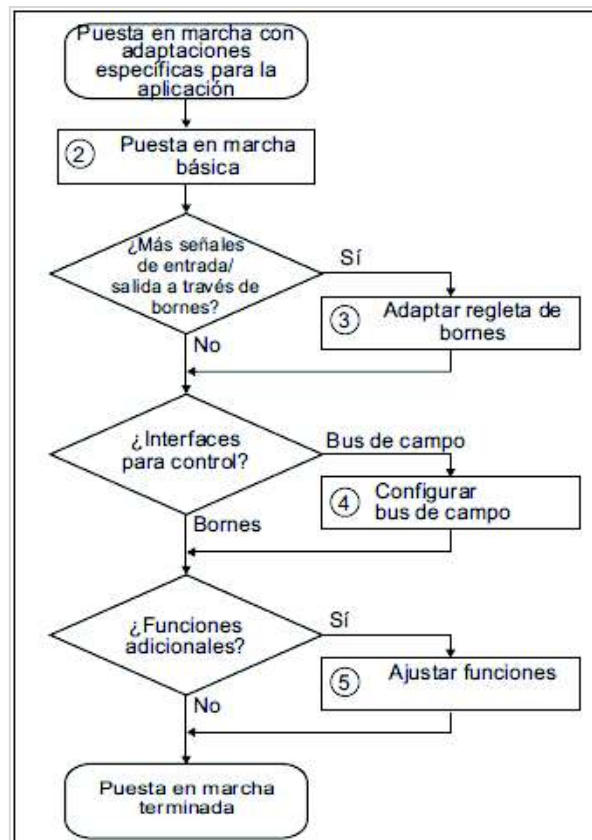 Puesta en marcha con
adaptaciones
específicas para la
aplicación
② Puesta en marcha
básica
¿Más señales
de entrada/
salida a través de
bornes?
Sí
③ Adaptar regleta de
bornes
No
¿Interfaces
para control?
Bus de campo
④ Configurar
bus de campo
Bornes
¿Funciones
adicionales?
Sí
⑤ Ajustar funciones
No
Puesta en marcha
terminada